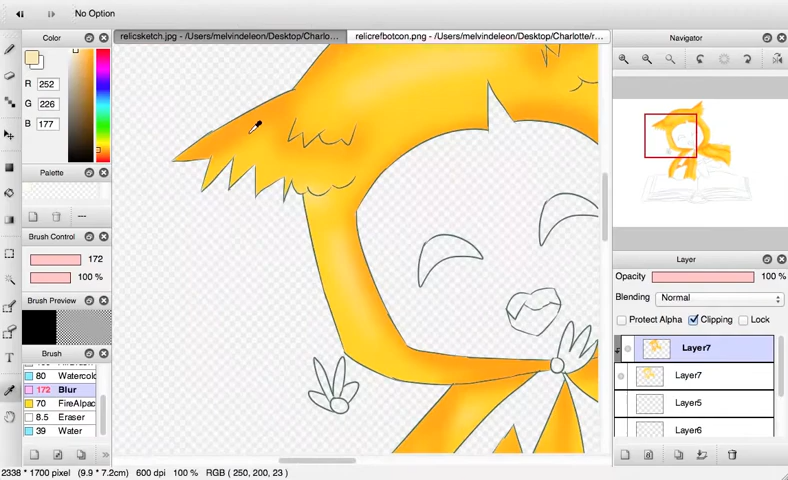 No Option
Color
relicsketch.jpg - /Users/melvindeleon/Desktop/Charlo...
relicrefbotcon.png - /Users/melvindeleon/Desktop/Charlotte/r...
Navigator
R 252
G 226
B 177
Palette
---
Brush Control
172
100 %
Brush Preview
Brush
80 Watercolo
172 Blur
70 FireAlpac
8.5 Eraser
39 Water
Layer
Opacity 100 %
Blending Normal
Protect Alpha Clipping Lock
Layer7
Layer7
Layer5
Layer6
T
2338 * 1700 pixel (9.9 * 7.2cm) 600 dpi 100 % RGB ( 250, 200, 23 )